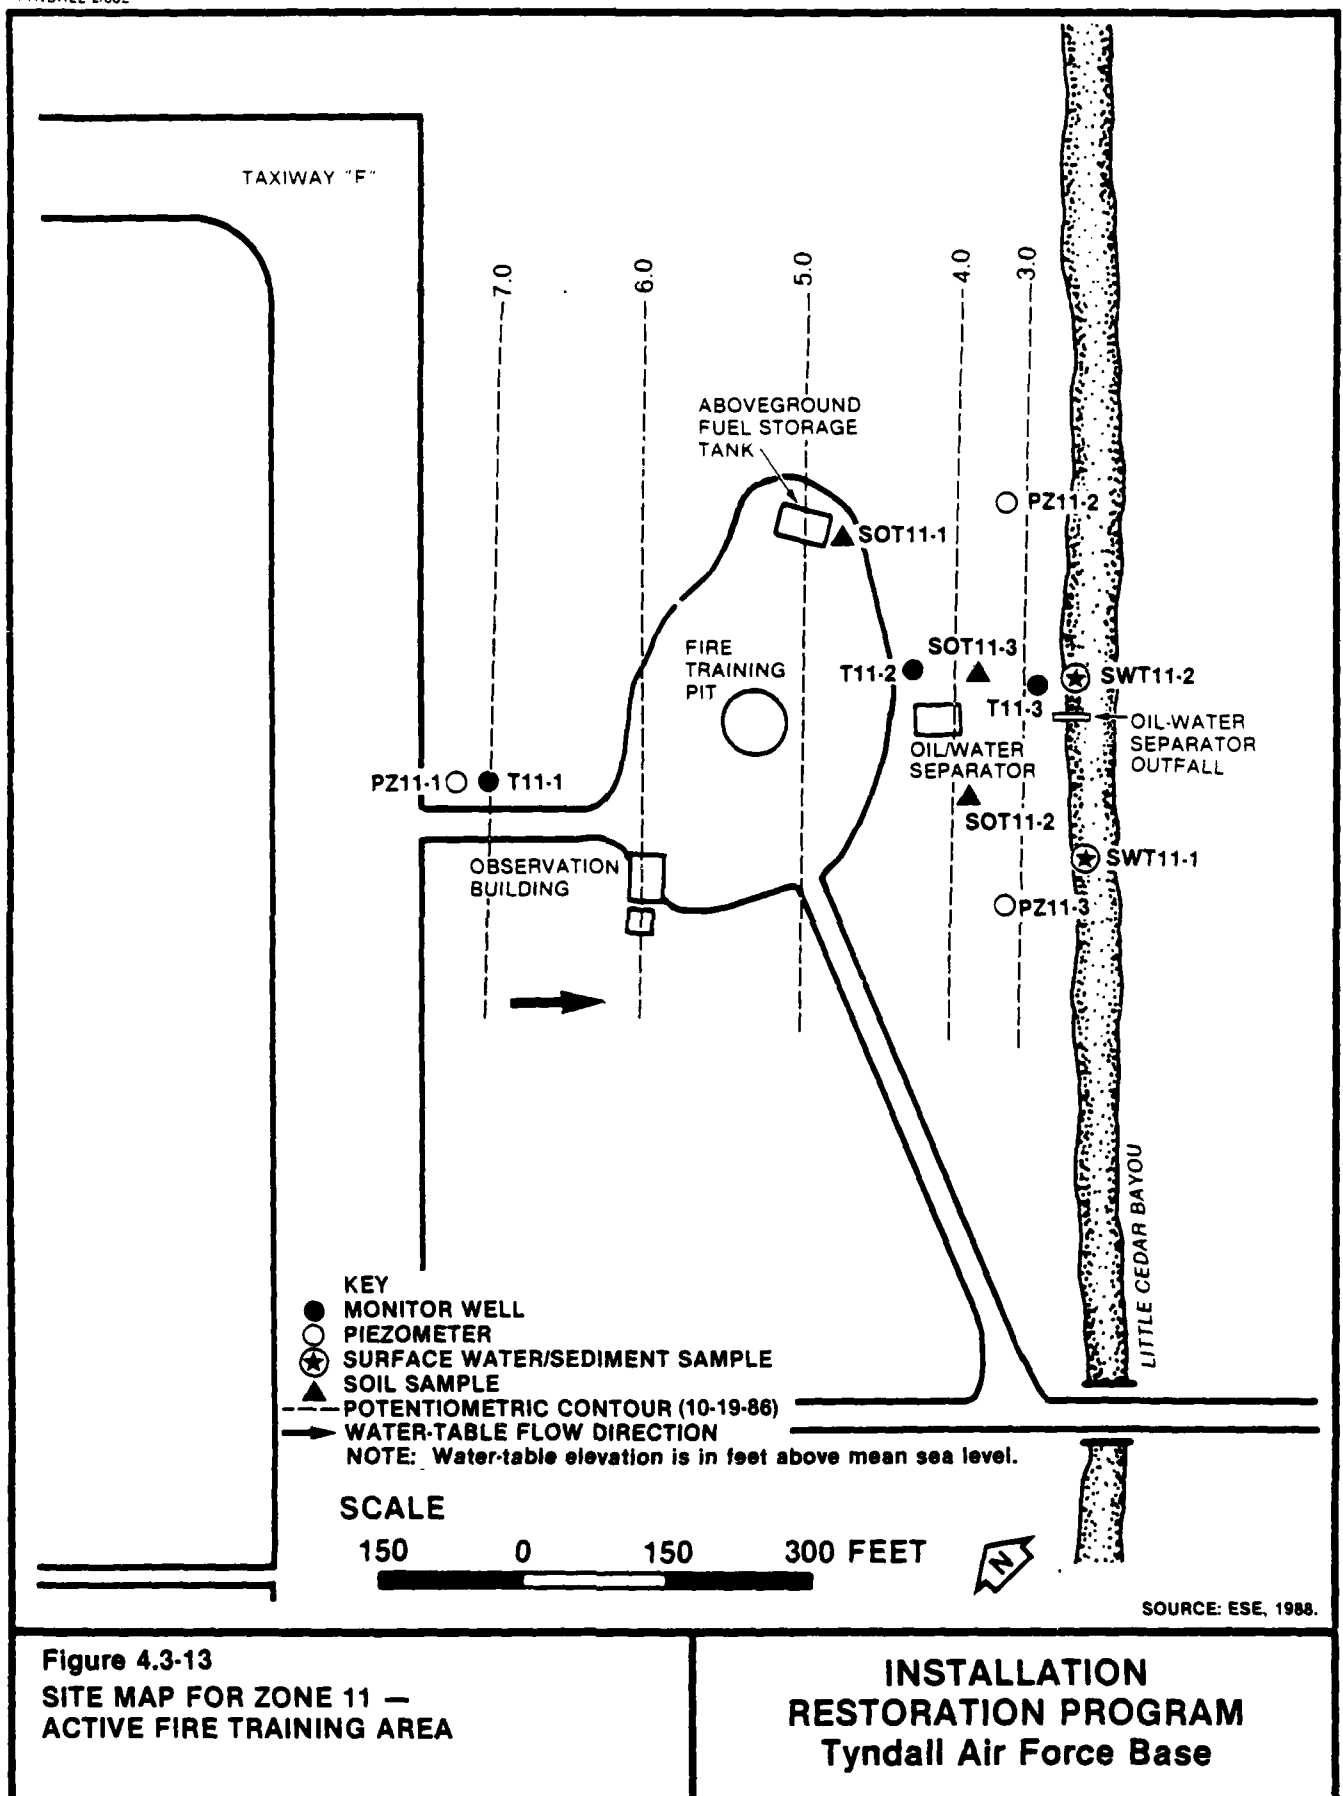 TAXIWAY "F"
7.0
6.0
5.0
4.0
3.0
ABOVEGROUND
FUEL STORAGE
TANK
PZ11-2
SOT11-1
FIRE
TRAINING
PIT
SOT11-3
T11-2
SWT11-2
T11-3
OIL-WATER
SEPARATOR
OUTFALL
OIL/WATER
SEPARATOR
PZ11-1
T11-1
SOT11-2
SWT11-1
OBSERVATION
BUILDING
PZ11-3
LITTLE CEDAR BAYOU
KEY
MONITOR WELL
PIEZOMETER
SURFACE WATER/SEDIMENT SAMPLE
SOIL SAMPLE
POTENTIOMETRIC CONTOUR (10-19-86)
WATER-TABLE FLOW DIRECTION
NOTE: Water-table elevation is in feet above mean sea level.
SCALE
150 0 150 300 FEET
N
SOURCE: ESE, 1988.
Figure 4.3-13
SITE MAP FOR ZONE 11 —
ACTIVE FIRE TRAINING AREA
INSTALLATION
RESTORATION PROGRAM
Tyndall Air Force Base